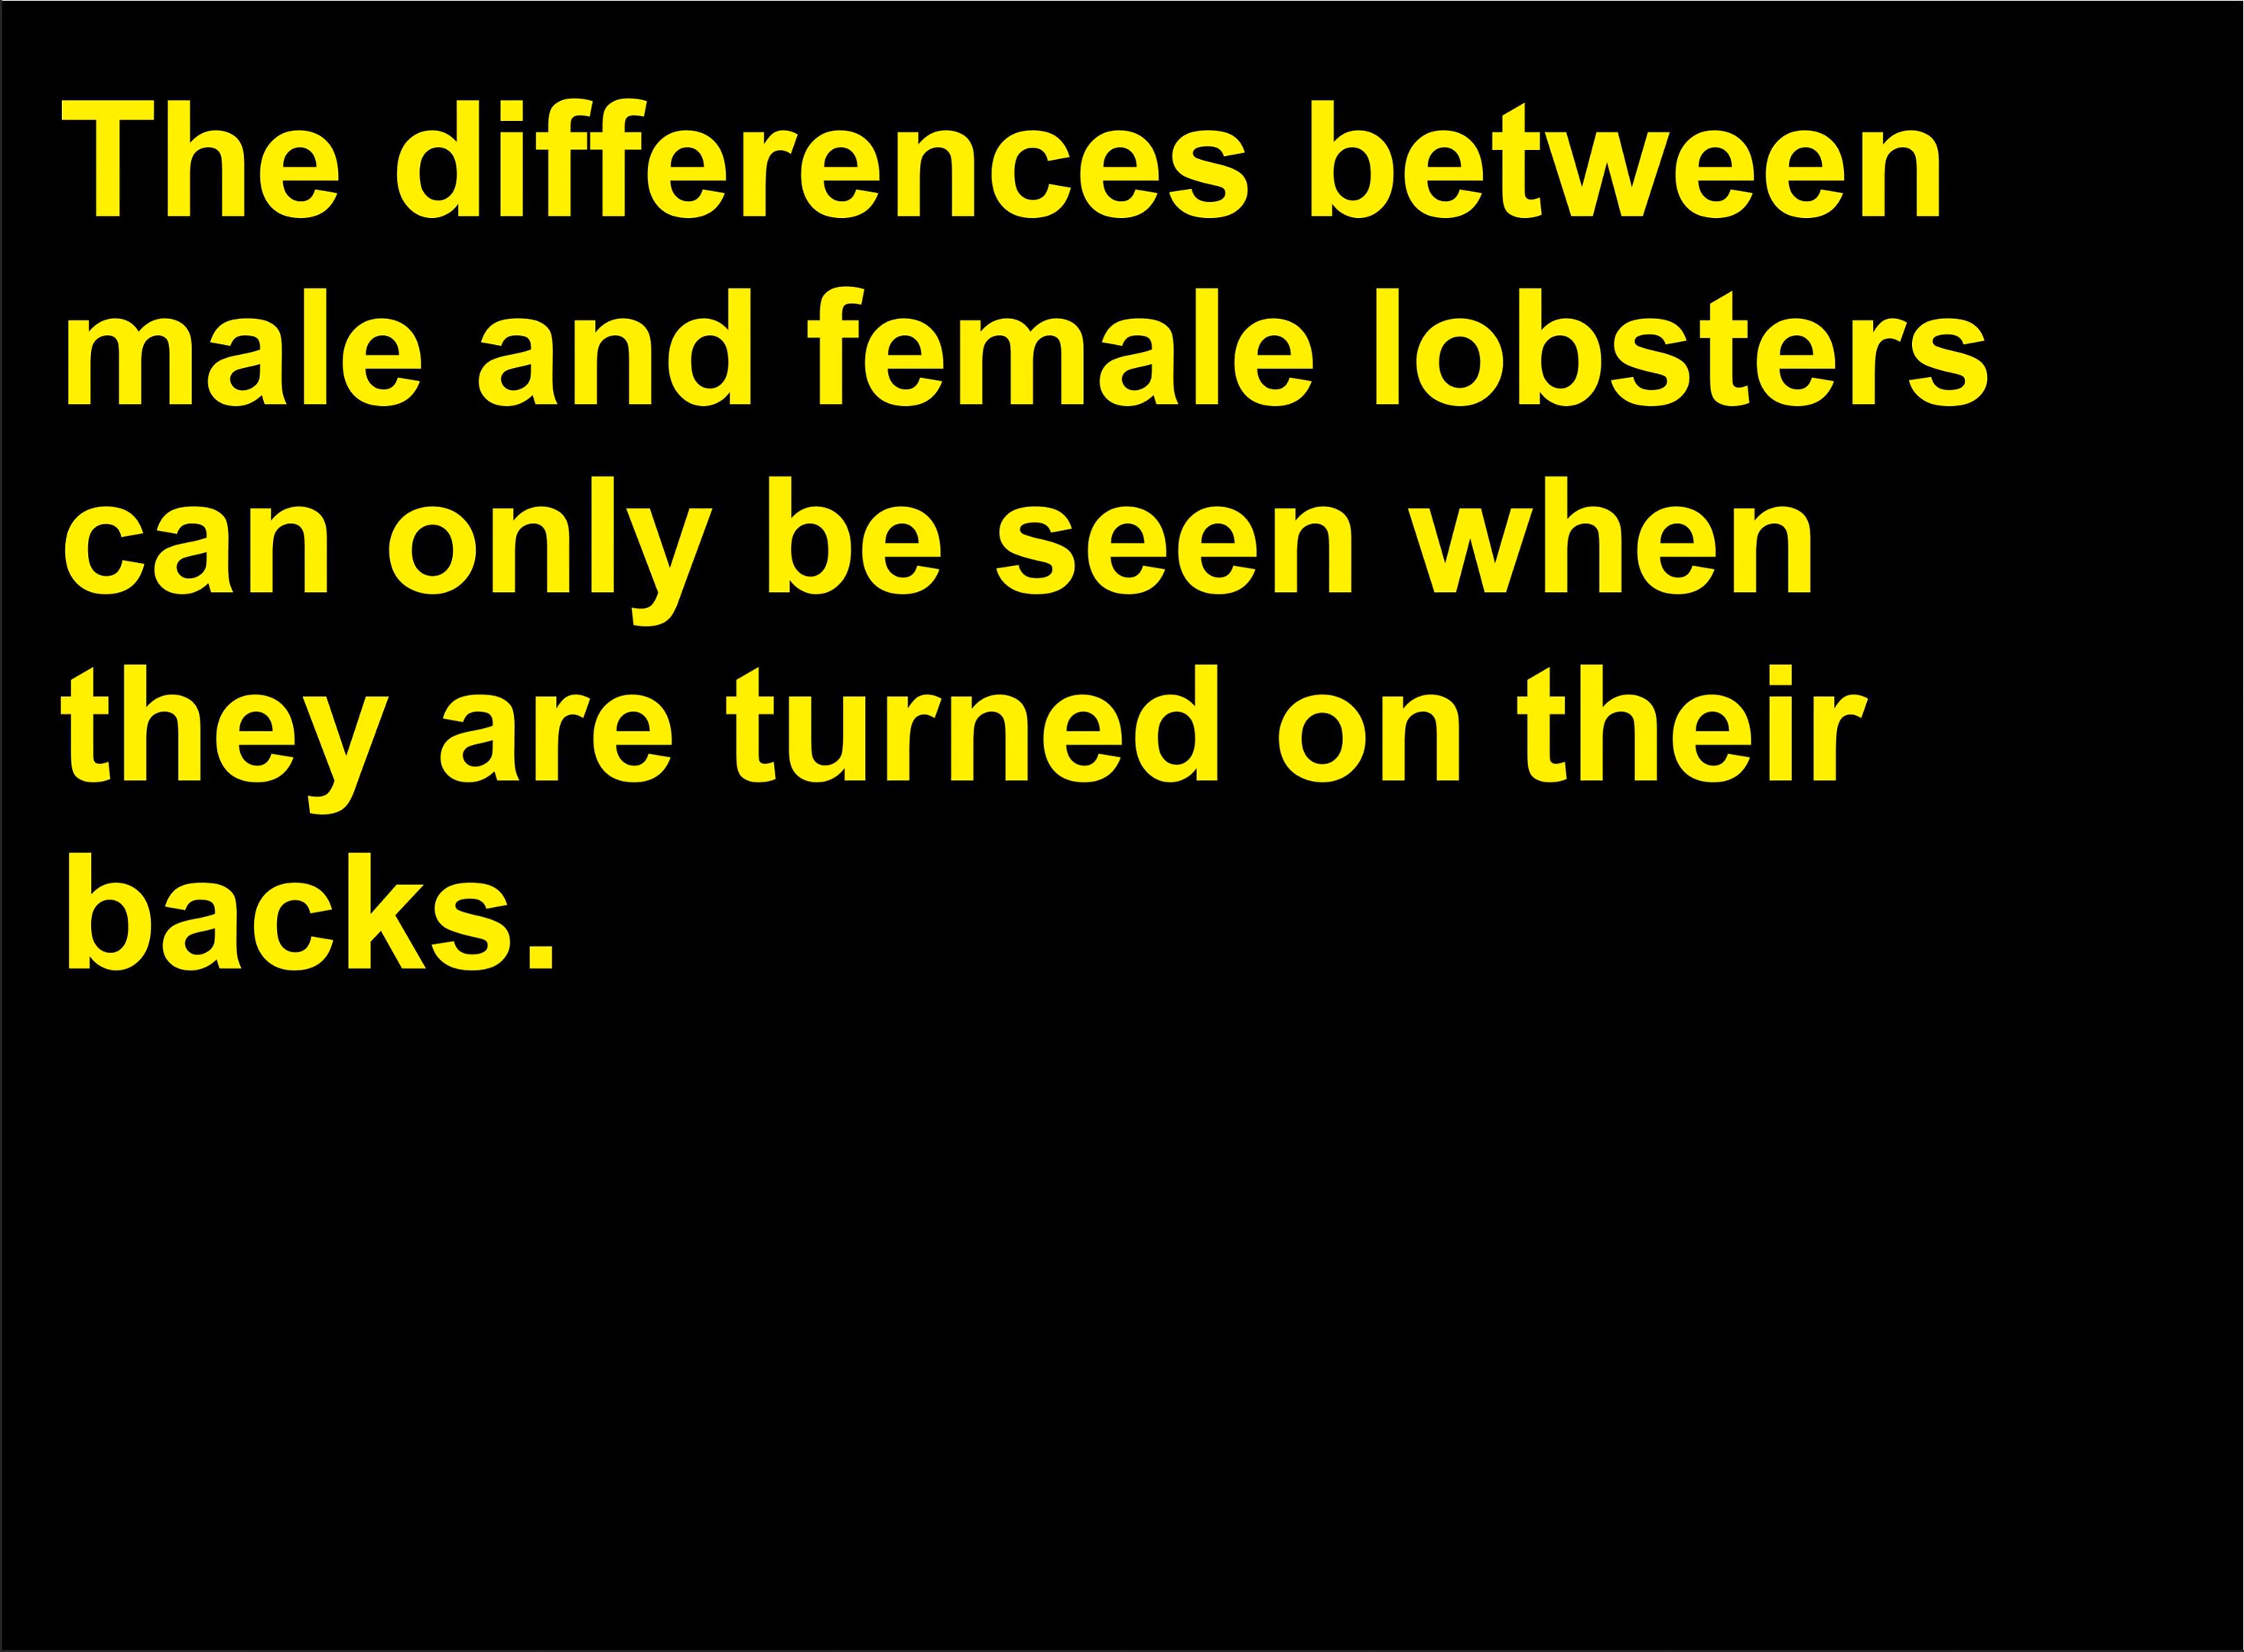 The differences between
male and female lobsters
can only be seen when
they are turned on their
backs.